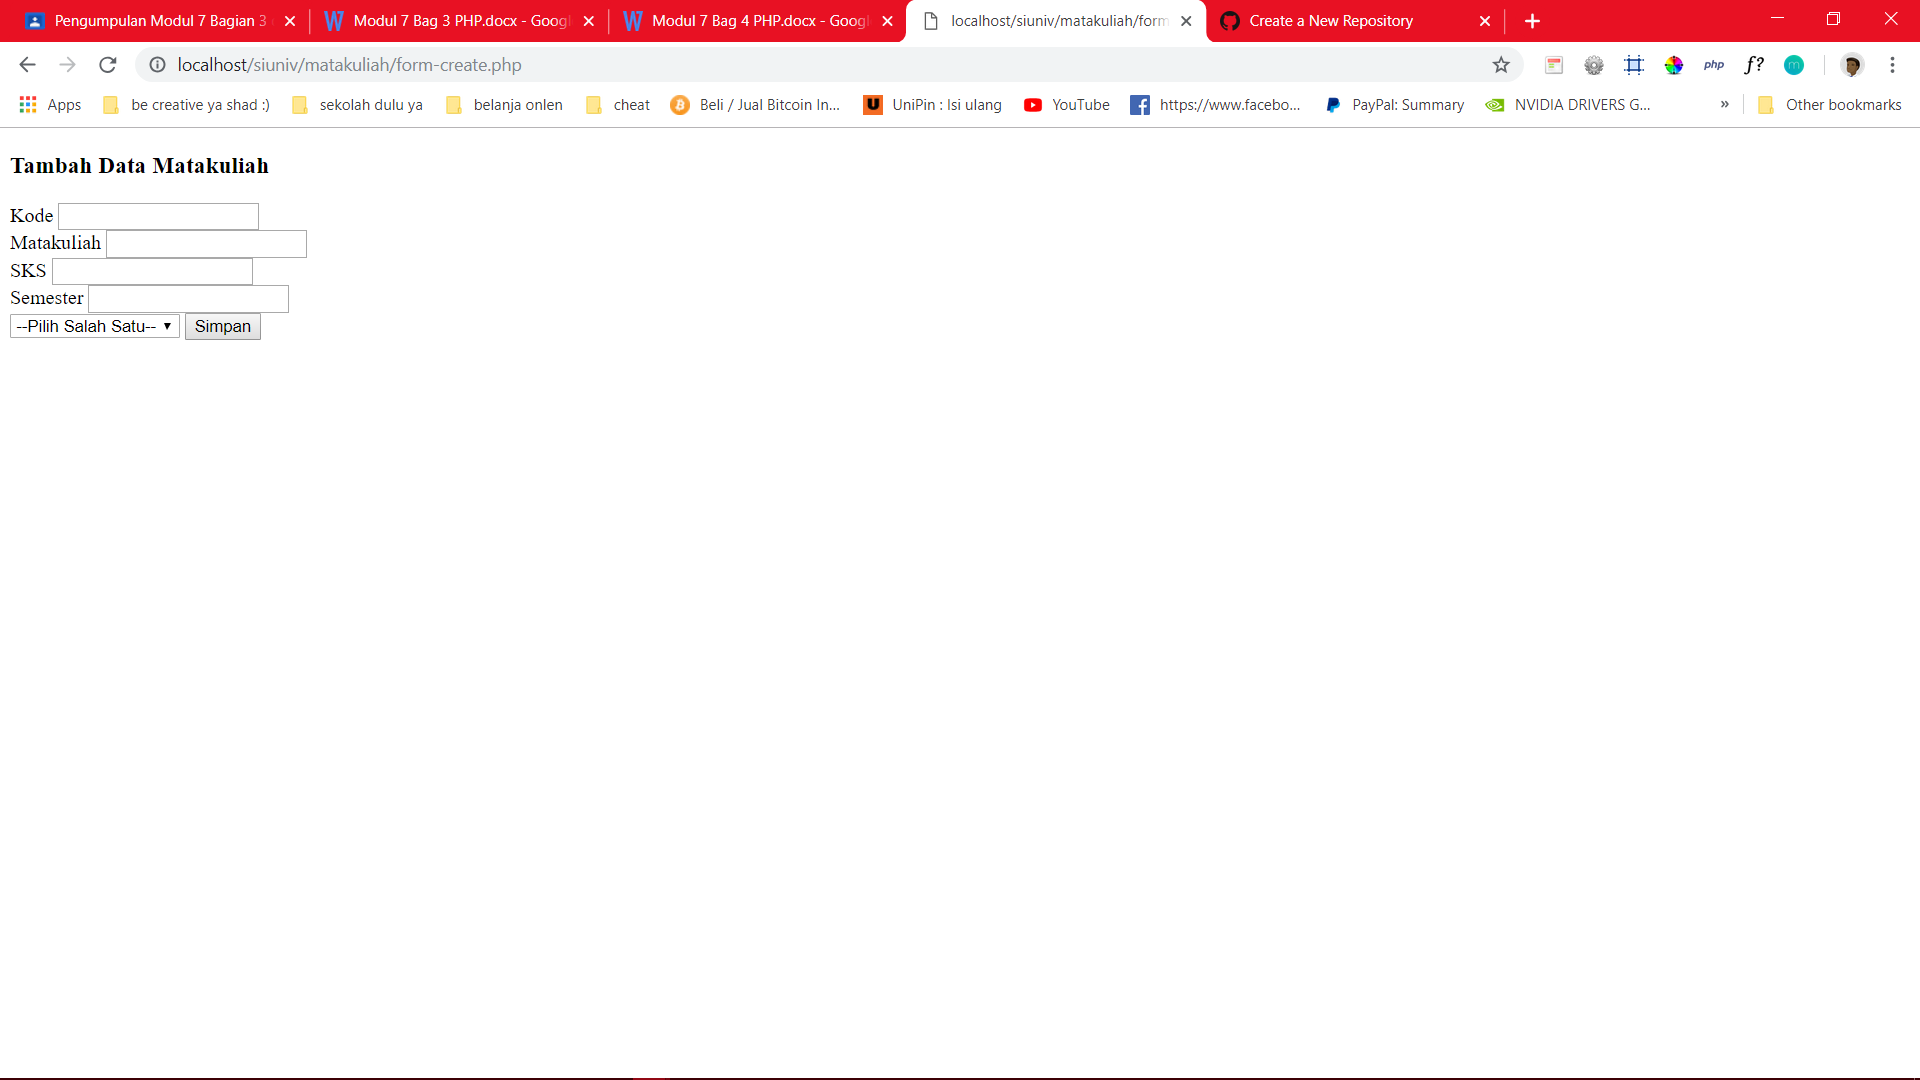 Pengumpulan Modul 7 Bagian 3
Modul 7 Bag 3 PHP.docx - Googl
Modul 7 Bag 4 PHP.docx - Googl
localhost/siuniv/matakuliah/form
Create a New Repository
localhost/siuniv/matakuliah/form-create.php
php
f?
m
Apps
be creative ya shad :)
sekolah dulu ya
belanja onlen
cheat
Beli / Jual Bitcoin In...
UniPin : Isi ulang
YouTube
https://www.facebo...
PayPal: Summary
NVIDIA DRIVERS G...
»
Other bookmarks
Tambah Data Matakuliah
Kode
Matakuliah
SKS
Semester
--Pilih Salah Satu-- Simpan